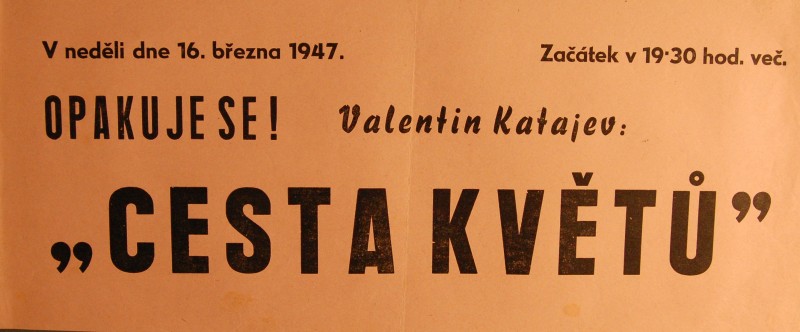 V neděli dne 16. března 1947. Začátek v 19·30 hod. več.
OPAKUJE SE! Valentin Katajev:
„CESTA KVĚTŮ”